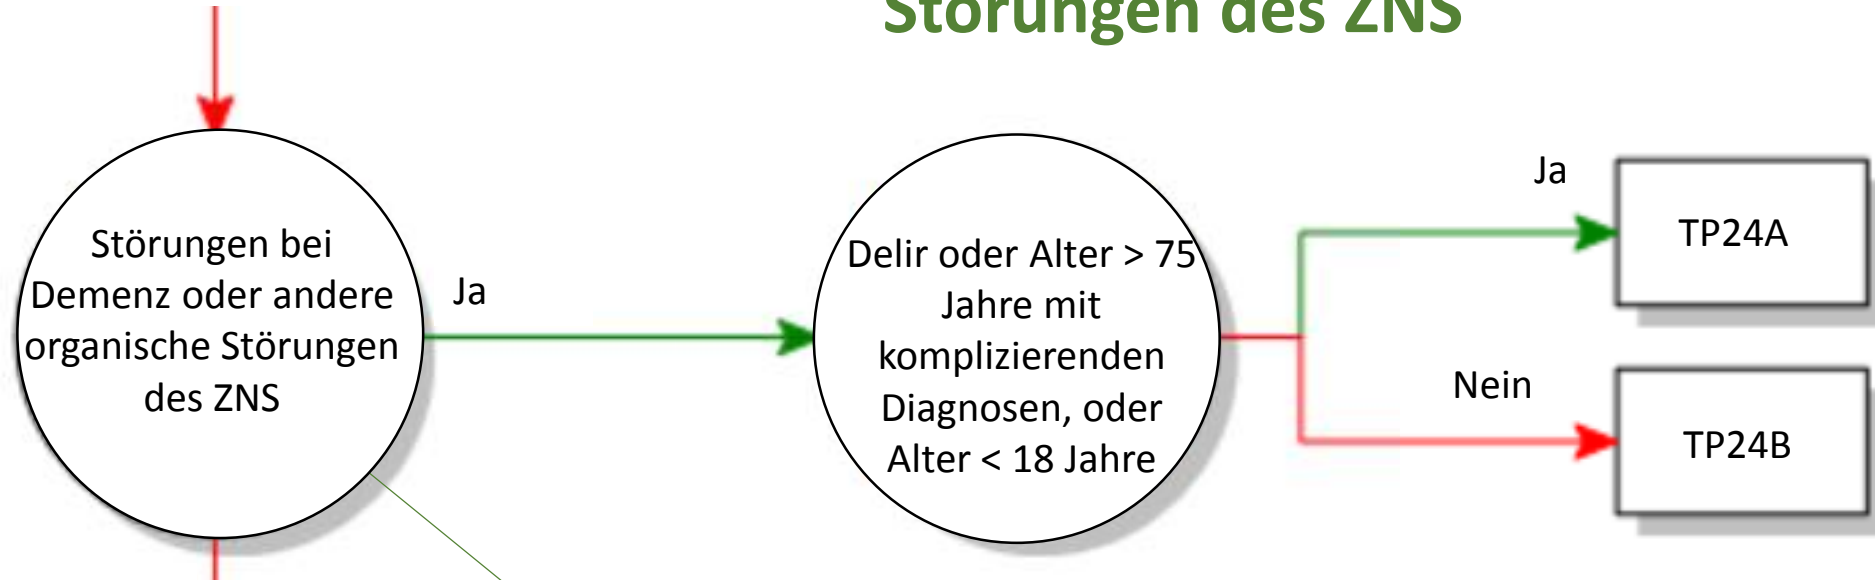 Störungen des ZNS
Störungen bei
Demenz oder andere
organische Störungen
des ZNS
Ja
Delir oder Alter > 75
Jahre mit
komplizierenden
Diagnosen, oder
Alter < 18 Jahre
Ja
TP24A
Nein
TP24B